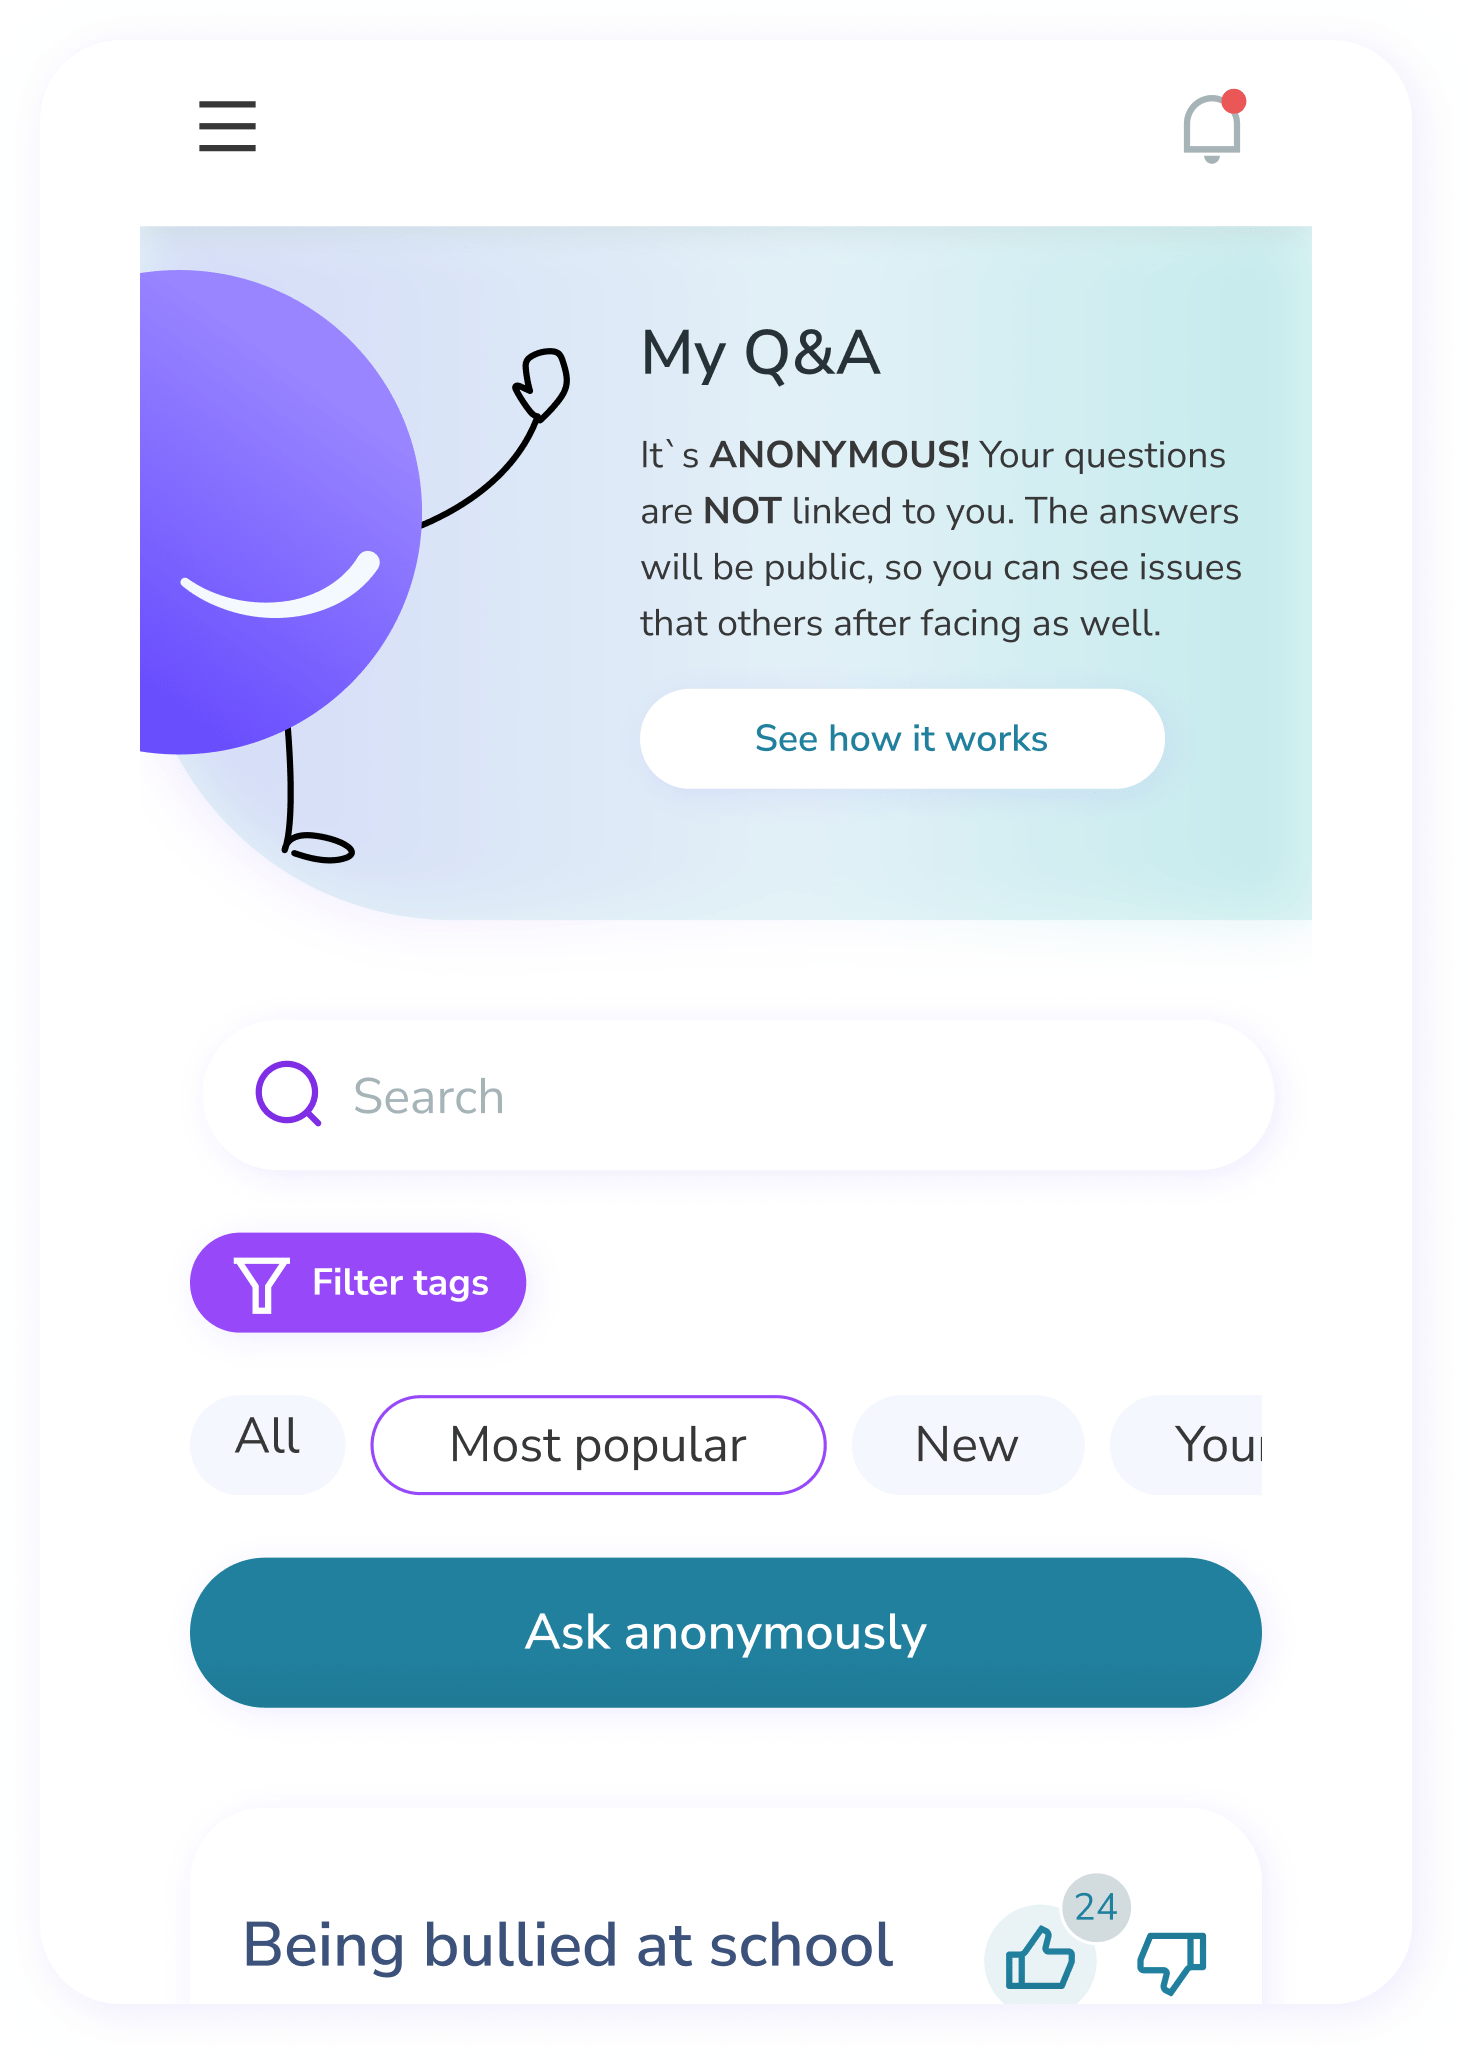 My Q&A
It`s ANONYMOUS! Your questions
are NOT linked to you. The answers
will be public, so you can see issues
that others after facing as well.
See how it works
Search
Filter tags
All
Most popular
New
Your
Ask anonymously
24
Being bullied at school